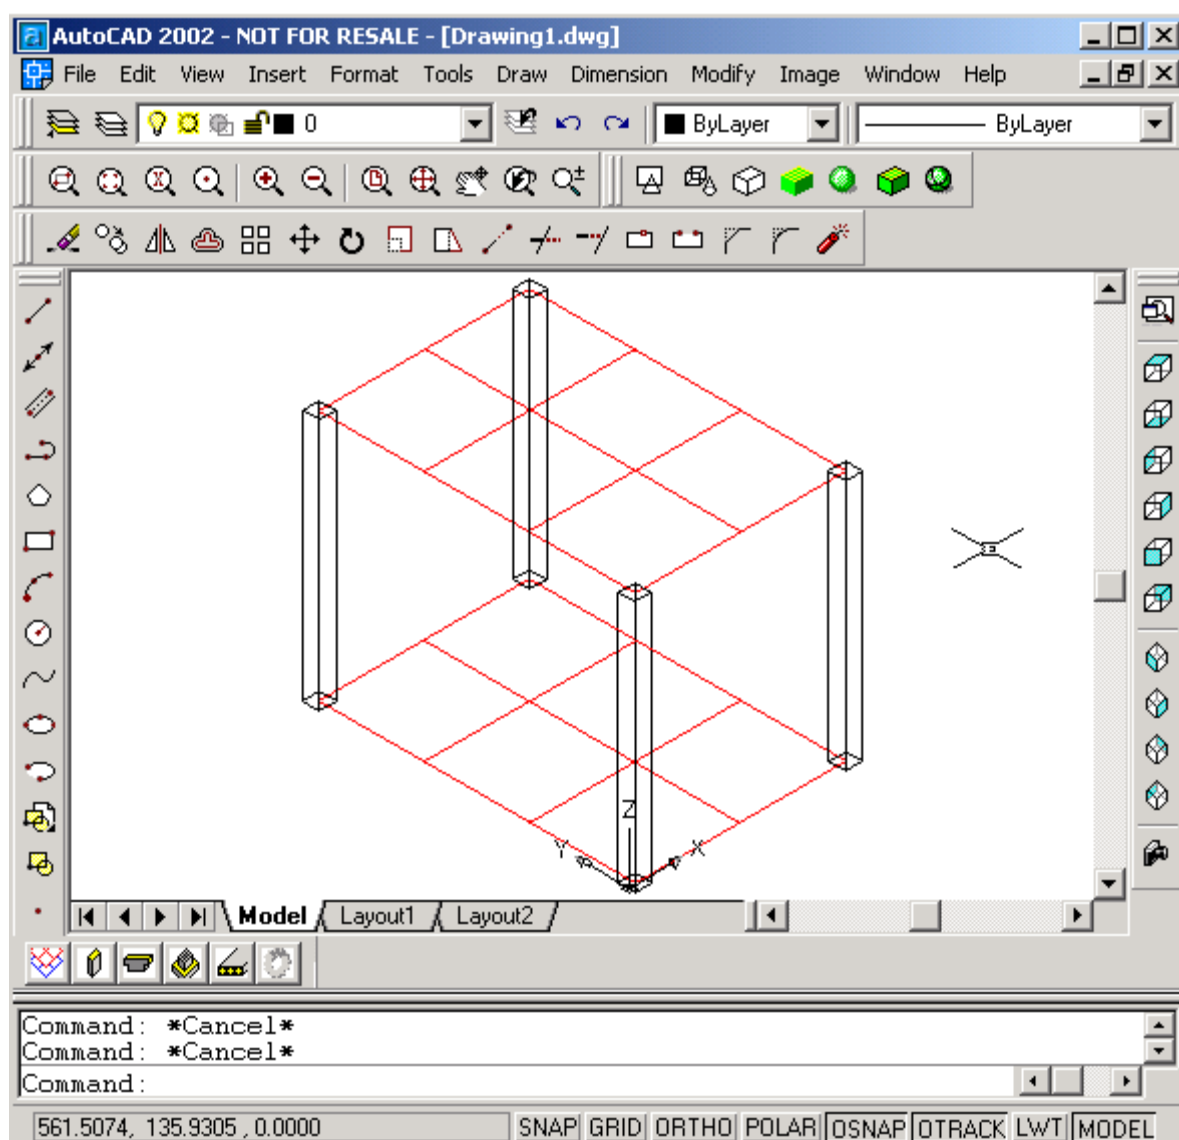 AutoCAD 2002 - NOT FOR RESALE - [Drawing1.dwg]
File Edit View Insert Format Tools Draw Dimension Modify Image Window Help
0 ByLayer ByLayer
Z
Y X
Model Layout1 Layout2
Command: *Cancel*
Command: *Cancel*
Command:
561.5074, 135.9305 , 0.0000 SNAP GRID ORTHO POLAR OSNAP OTRACK LWT MODEL